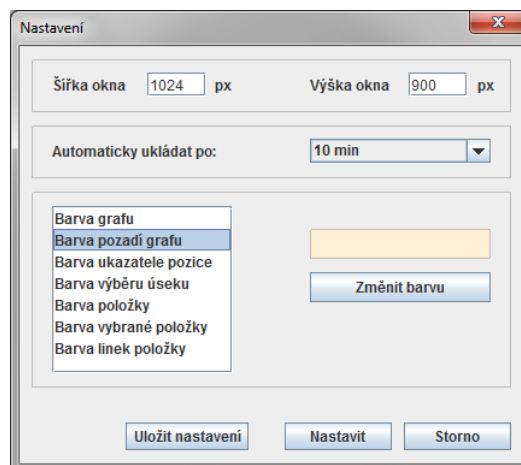 Nastavení
Šířka okna 1024 px Výška okna 900 px
Automaticky ukládat po: 10 min
Barva grafu
Barva pozadí grafu
Barva ukazatele pozice
Barva výběru úseku
Barva položky
Barva vybrané položky
Barva linek položky
Změnit barvu
Uložit nastavení Nastavit Storno